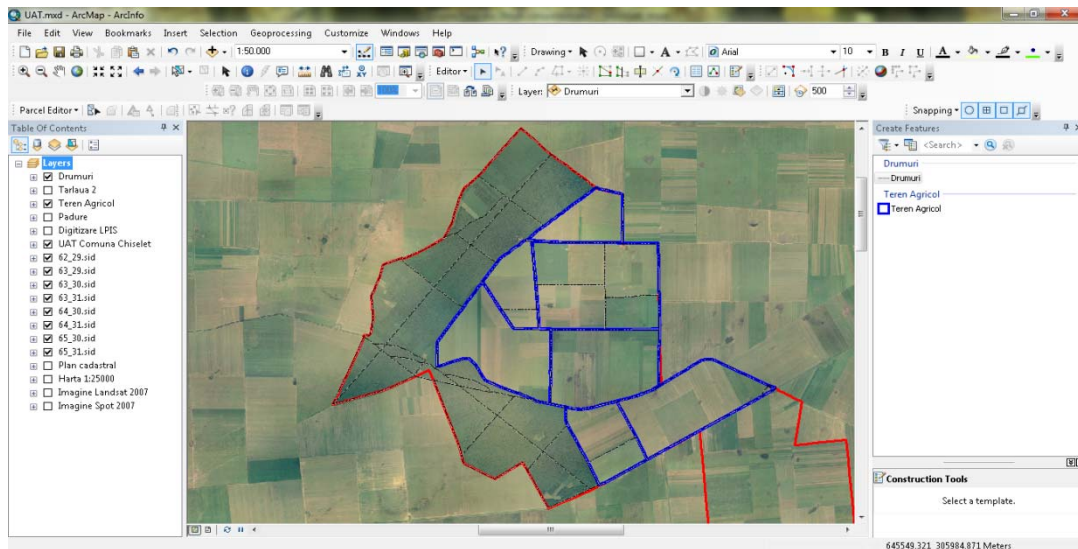 UAT.mxd - ArcMap - ArcInfo
File Edit View Bookmarks Insert Selection Geoprocessing Customize Windows Help
1:50.000 Drawing Arial 10 B I U A
Editor
100% Layer: Drumuri 500
Parcel Editor Snapping
Table Of Contents
Layers
Drumuri
Tarlaua 2
Teren Agricol
Padure
Digitizare LPIS
UAT Comuna Chiselet
62_29.sid
63_29.sid
63_30.sid
63_31.sid
64_30.sid
64_31.sid
65_30.sid
65_31.sid
Plan cadastral
Harta 1:25000
Imagine Landsat 2007
Imagine Spot 2007
Create Features
<Search>
Drumuri
Drumuri
Teren Agricol
Teren Agricol
Construction Tools
Select a template.
645549,321 305984,871 Meters